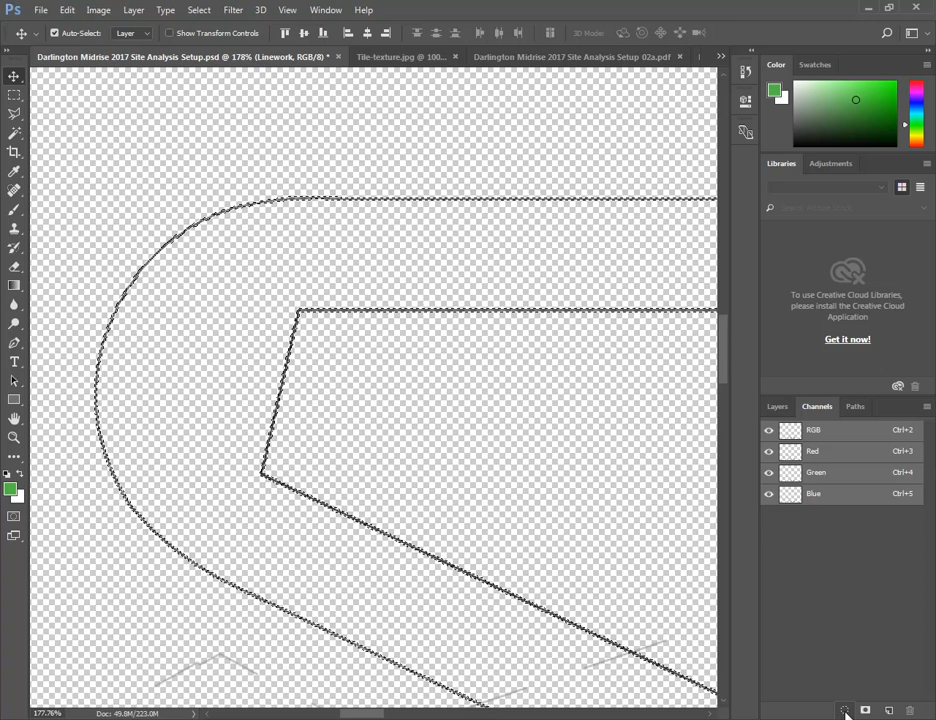 Ps File Edit Image Layer Type Select Filter 3D View Window Help
Auto-Select: Layer Show Transform Controls 3D Mode:
Darlington Midrise 2017 Site Analysis Setup.psd @ 178% (Linework, RGB/8) * × Tile-texture.jpg @ 100... × Darlington Midrise 2017 Site Analysis Setup 02a.pdf ×
Color Swatches
Libraries Adjustments
To use Creative Cloud Libraries,
please install the Creative Cloud
Application
Get it now!
Layers Channels Paths
RGB Ctrl+2
Red Ctrl+3
Green Ctrl+4
Blue Ctrl+5
177.76% Doc: 49.8M/223.0M